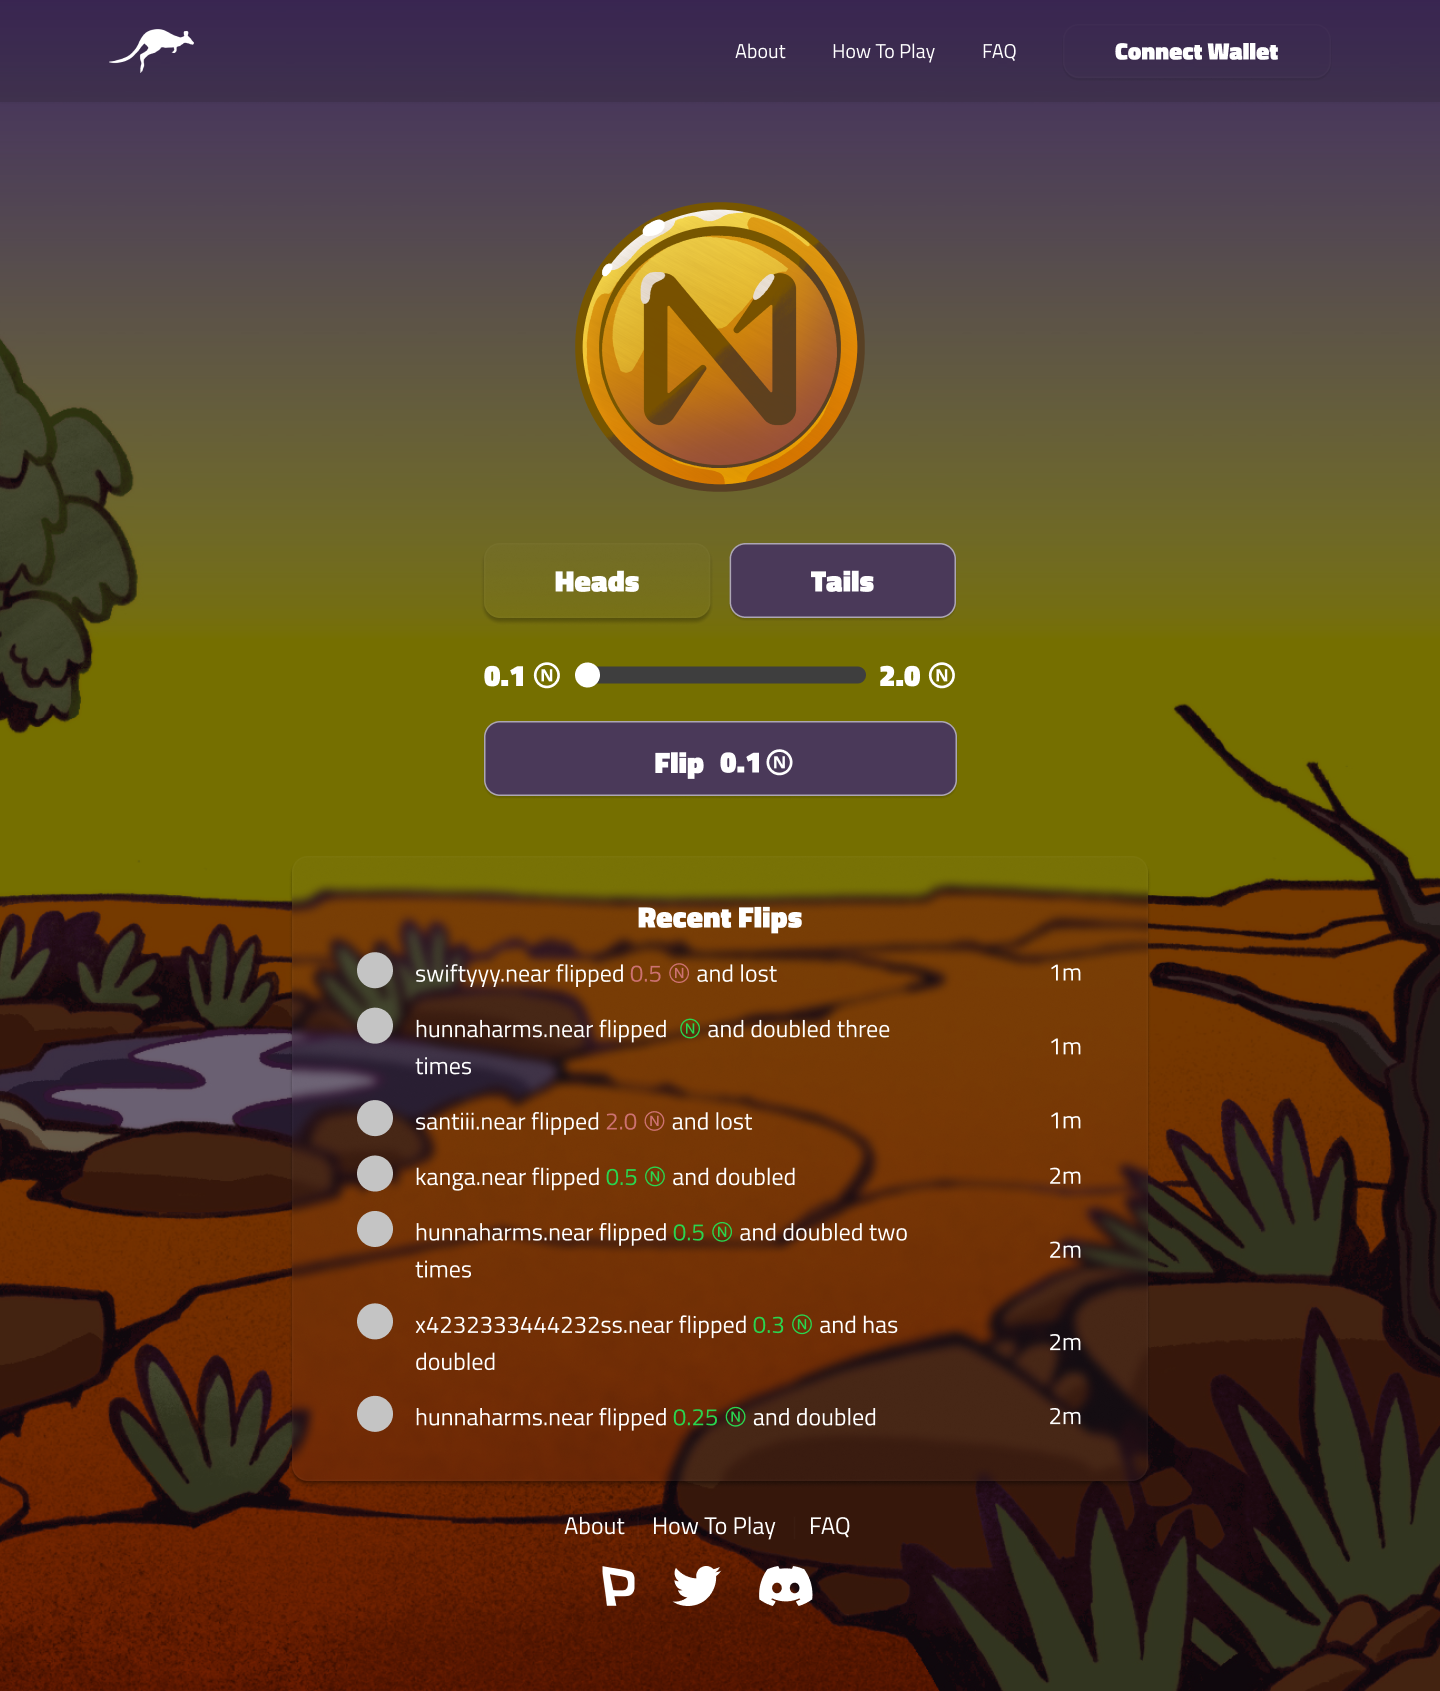 About How To Play FAQ Connect Wallet
Heads Tails
0.1 N 2.0 N
Flip 0.1 N
Recent Flips
swiftyyy.near flipped 0.5 N and lost 1m
hunnaharms.near flipped N and doubled three
times 1m
santiii.near flipped 2.0 N and lost 1m
kanga.near flipped 0.5 N and doubled 2m
hunnaharms.near flipped 0.5 N and doubled two
times 2m
x4232333444232ss.near flipped 0.3 N and has
doubled 2m
hunnaharms.near flipped 0.25 N and doubled 2m
About How To Play FAQ